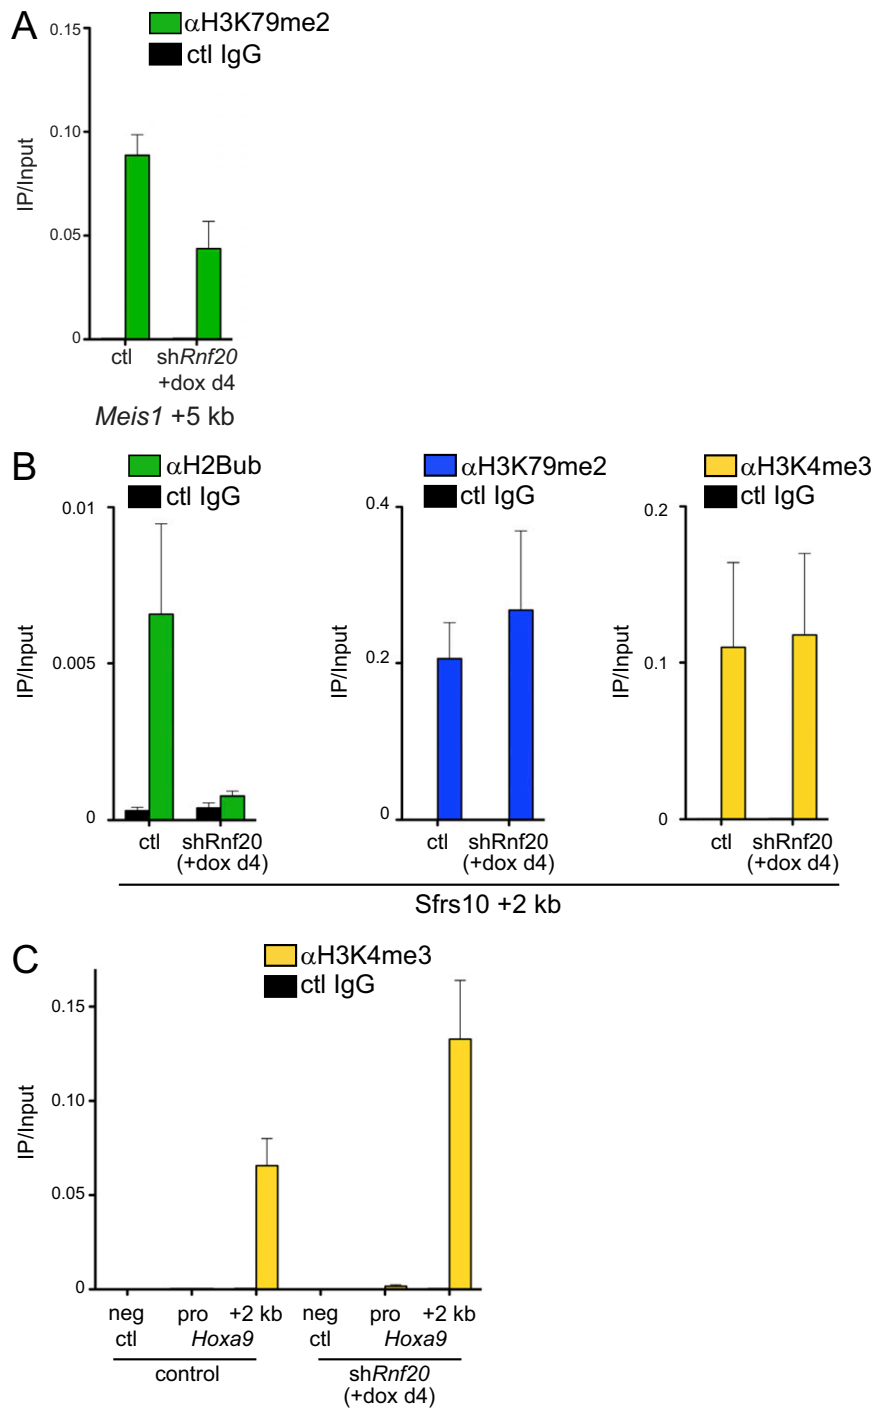 A
αH3K79me2
ctl IgG
0.15
0.10
0.05
0
IP/Input
ctl
shRnf20
+dox d4
Meis1 +5 kb
B
αH2Bub
ctl IgG
0.01
0.005
0
IP/Input
ctl
shRnf20
(+dox d4)
αH3K79me2
ctl IgG
0.4
0.2
0
IP/Input
ctl
shRnf20
(+dox d4)
αH3K4me3
ctl IgG
0.2
0.1
0
IP/Input
ctl
shRnf20
(+dox d4)
Sfrs10 +2 kb
C
αH3K4me3
ctl IgG
0.15
0.10
0.05
0
IP/Input
neg pro +2 kb neg pro +2 kb
ctl Hoxa9 ctl Hoxa9
control shRnf20
(+dox d4)